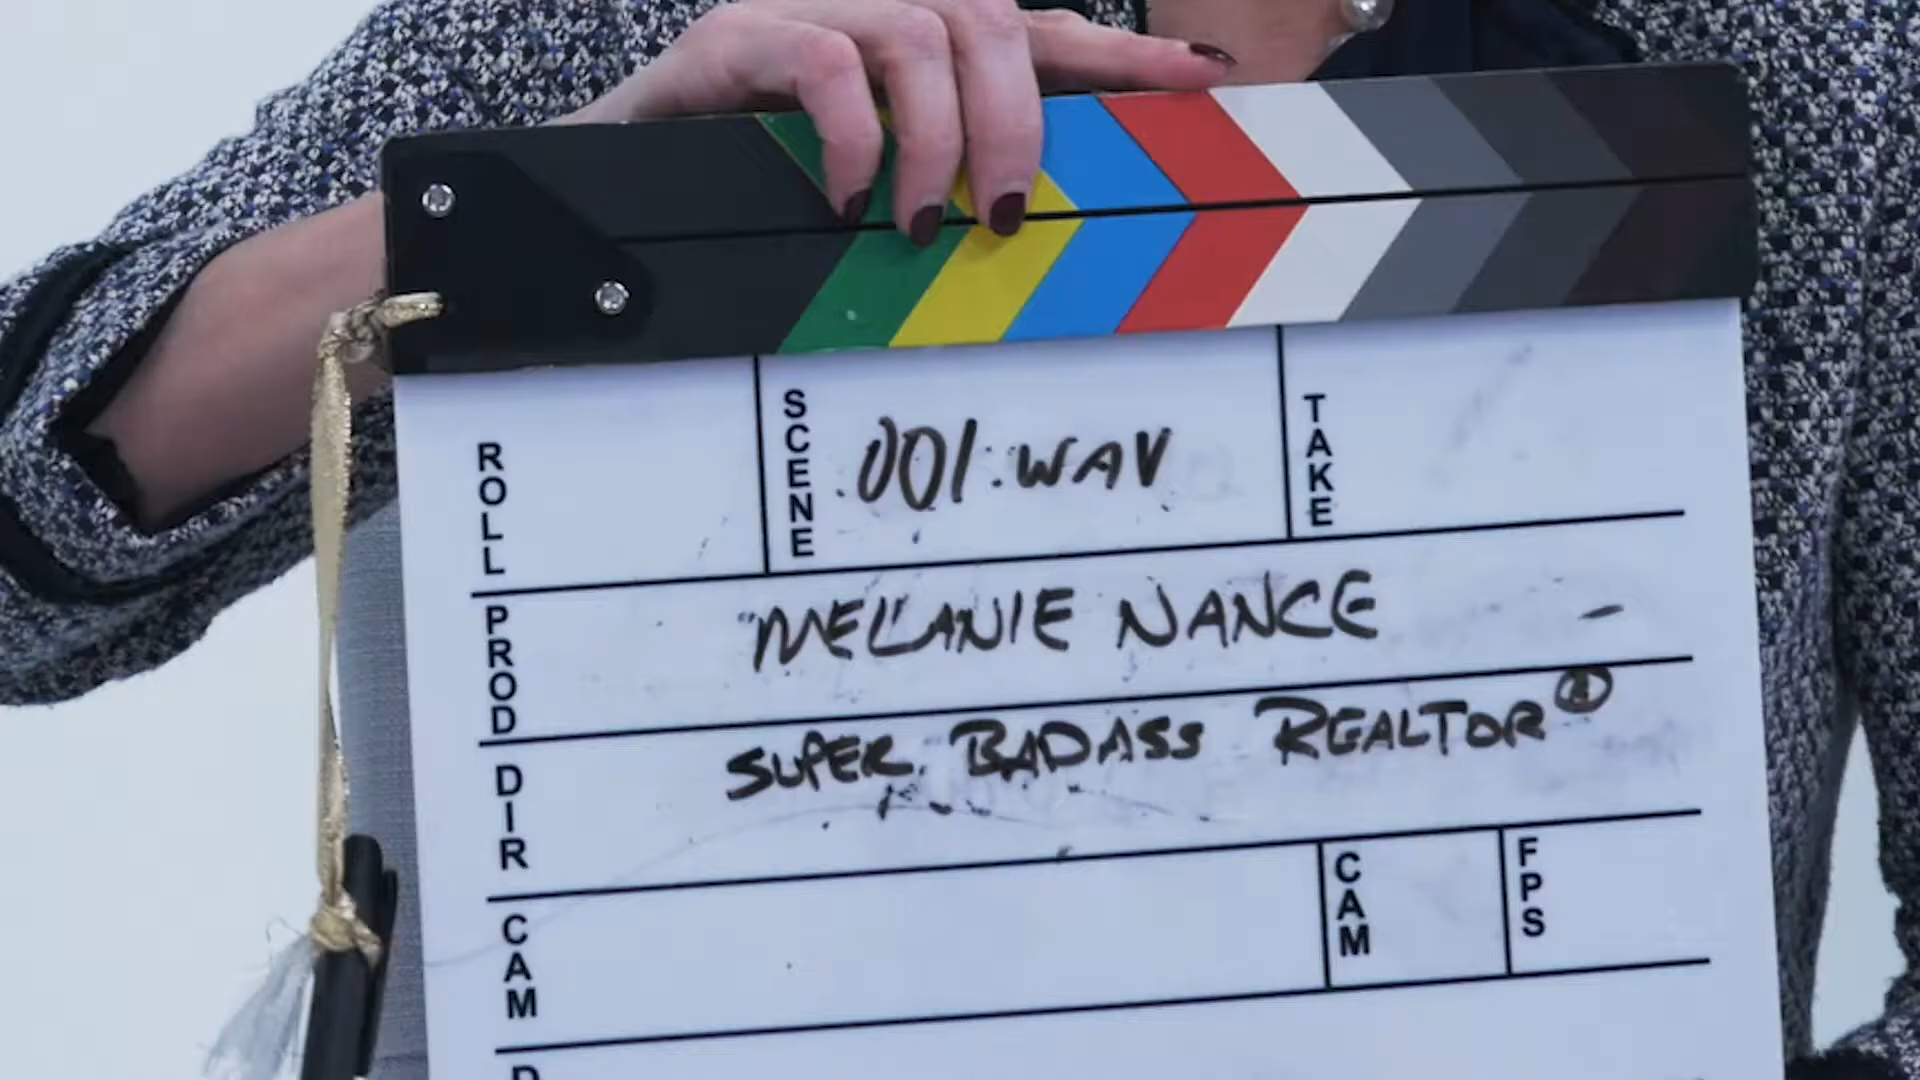 ROLL SCENE 001.WAV TAKE
PROD "MELANIE NANCE
DIR SUPER BADASS REALTOR®
CAM CAM FPS
D